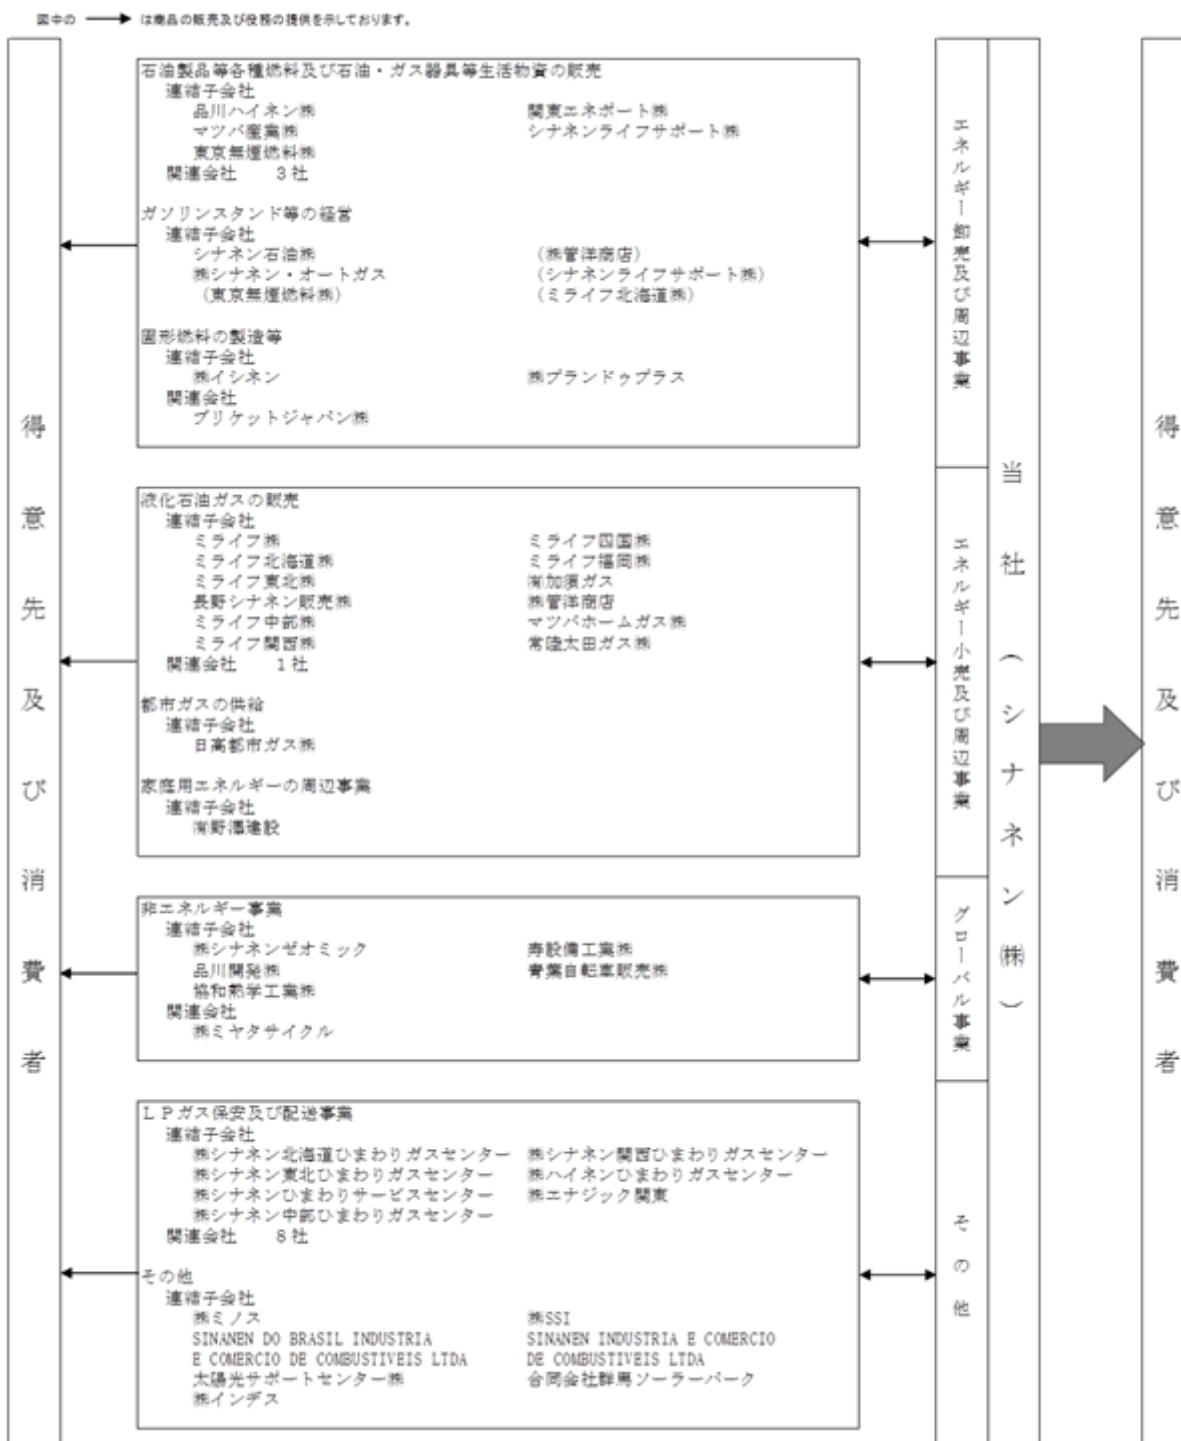 図中の → は商品の販売及び役務の提供を示しております。
得意先及び消費者
石油製品等各種燃料及び石油・ガス器具等生活物資の販売
連結子会社
品川ハイネン㈱ 関東エネポート㈱
マツバ産業㈱ シナネンライフサポート㈱
東京無煙燃料㈱
関連会社 3社
ガソリンスタンド等の経営
連結子会社
シナネン石油㈱ (㈱管洋商店)
㈱シナネン・オートガス (シナネンライフサポート㈱)
(東京無煙燃料㈱) (ミライフ北海道㈱)
固形燃料の製造等
連結子会社
㈱イシネン ㈱ブランドゥプラス
関連会社
ブリケットジャパン㈱
エネルギー卸売及び周辺事業
液化石油ガスの販売
連結子会社
ミライフ㈱ ミライフ四国㈱
ミライフ北海道㈱ ミライフ福岡㈱
ミライフ東北㈱ ㈲加須ガス
長野シナネン販売㈱ ㈱管洋商店
ミライフ中部㈱ マツバホームガス㈱
ミライフ関西㈱ 常陸太田ガス㈱
関連会社 1社
都市ガスの供給
連結子会社
日高都市ガス㈱
家庭用エネルギーの周辺事業
連結子会社
㈲野澤建設
エネルギー小売及び周辺事業
非エネルギー事業
連結子会社
㈱シナネンゼオミック 寿設備工業㈱
品川開発㈱ 青葉自転車販売㈱
協和熱学工業㈱
関連会社
㈱ミヤタサイクル
グローバル事業
LPガス保安及び配送事業
連結子会社
㈱シナネン北海道ひまわりガスセンター ㈱シナネン関西ひまわりガスセンター
㈱シナネン東北ひまわりガスセンター ㈱ハイネンひまわりガスセンター
㈱シナネンひまわりサービスセンター ㈱エナジック関東
㈱シナネン中部ひまわりガスセンター
関連会社 8社
その他
連結子会社
㈱ミノス ㈱SSI
SINANEN DO BRASIL INDUSTRIA SINANEN INDUSTRIA E COMERCIO
E COMERCIO DE COMBUSTIVEIS LTDA DE COMBUSTIVEIS LTDA
太陽光サポートセンター㈱ 合同会社群馬ソーラーパーク
㈱インデス
その他
当社(シナネン㈱)
得意先及び消費者